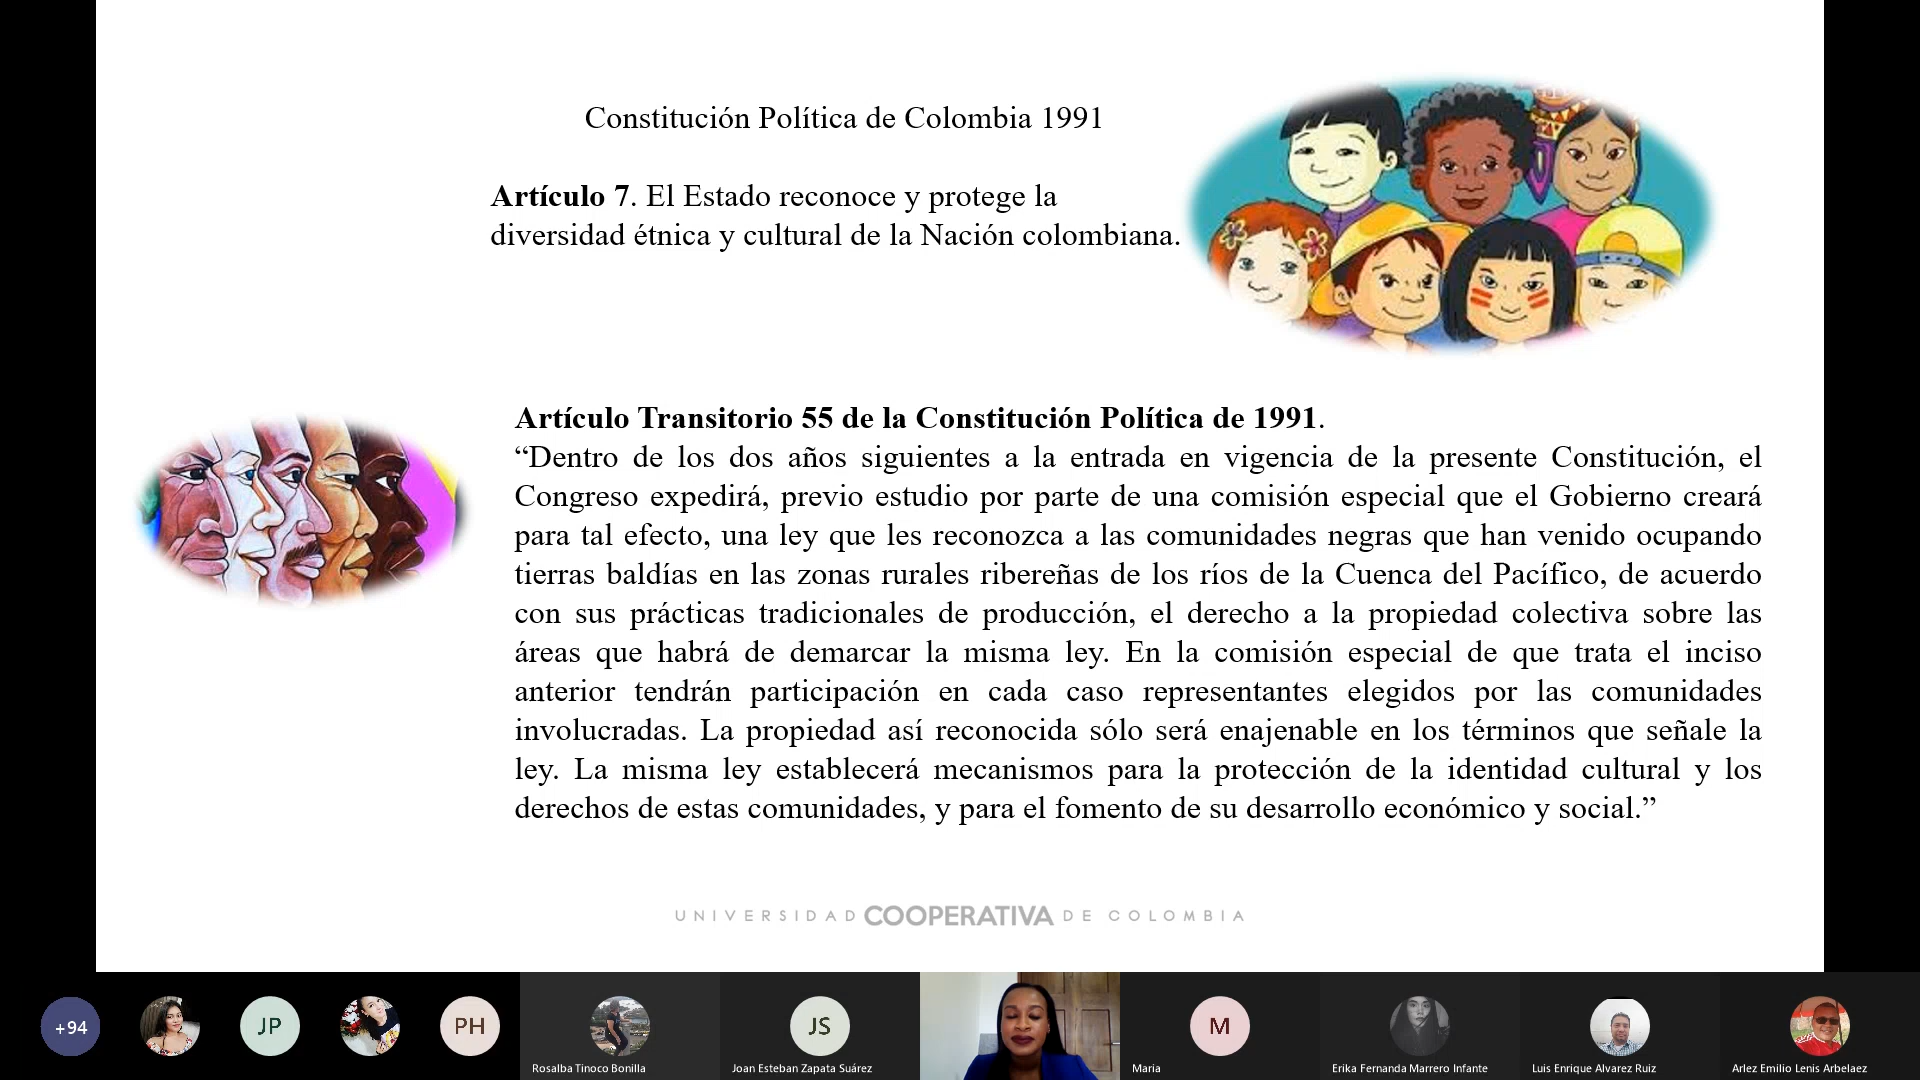 Constitución Política de Colombia 1991
Artículo 7. El Estado reconoce y protege la
diversidad étnica y cultural de la Nación colombiana.
Artículo Transitorio 55 de la Constitución Política de 1991.
“Dentro de los dos años siguientes a la entrada en vigencia de la presente Constitución, el
Congreso expedirá, previo estudio por parte de una comisión especial que el Gobierno creará
para tal efecto, una ley que les reconozca a las comunidades negras que han venido ocupando
tierras baldías en las zonas rurales ribereñas de los ríos de la Cuenca del Pacífico, de acuerdo
con sus prácticas tradicionales de producción, el derecho a la propiedad colectiva sobre las
áreas que habrá de demarcar la misma ley. En la comisión especial de que trata el inciso
anterior tendrán participación en cada caso representantes elegidos por las comunidades
involucradas. La propiedad así reconocida sólo será enajenable en los términos que señale la
ley. La misma ley establecerá mecanismos para la protección de la identidad cultural y los
derechos de estas comunidades, y para el fomento de su desarrollo económico y social.”
UNIVERSIDAD COOPERATIVA DE COLOMBIA
+94
JP
PH
JS
M
Rosalba Tinoco Bonilla
Joan Esteban Zapata Suárez
Maria
Erika Fernanda Marrero Infante
Luis Enrique Alvarez Ruiz
Arlez Emilio Lenis Arbelaez